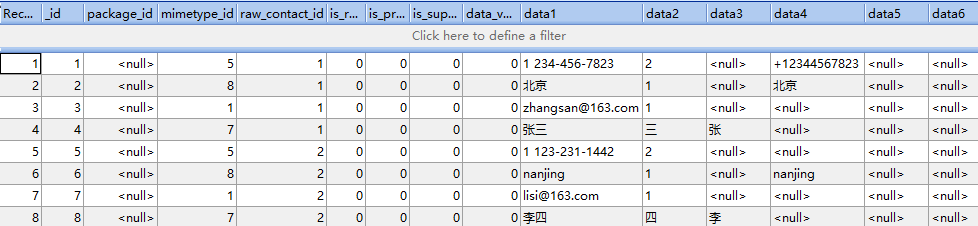 Rec... _id package_id mimetype_id raw_contact_id is_r... is_pr... is_sup... data_v... data1 data2 data3 data4 data5 data6
Click here to define a filter
1 1 <null> 5 1 0 0 0 0 1 234-456-7823 2 <null> +12344567823 <null> <null>
2 2 <null> 8 1 0 0 0 0 北京 1 <null> 北京 <null> <null>
3 3 <null> 1 1 0 0 0 0 zhangsan@163.com 1 <null> <null> <null> <null>
4 4 <null> 7 1 0 0 0 0 张三 三 张 <null> <null> <null>
5 5 <null> 5 2 0 0 0 0 1 123-231-1442 2 <null> <null> <null> <null>
6 6 <null> 8 2 0 0 0 0 nanjing 1 <null> nanjing <null> <null>
7 7 <null> 1 2 0 0 0 0 lisi@163.com 1 <null> <null> <null> <null>
8 8 <null> 7 2 0 0 0 0 李四 四 李 <null> <null> <null>